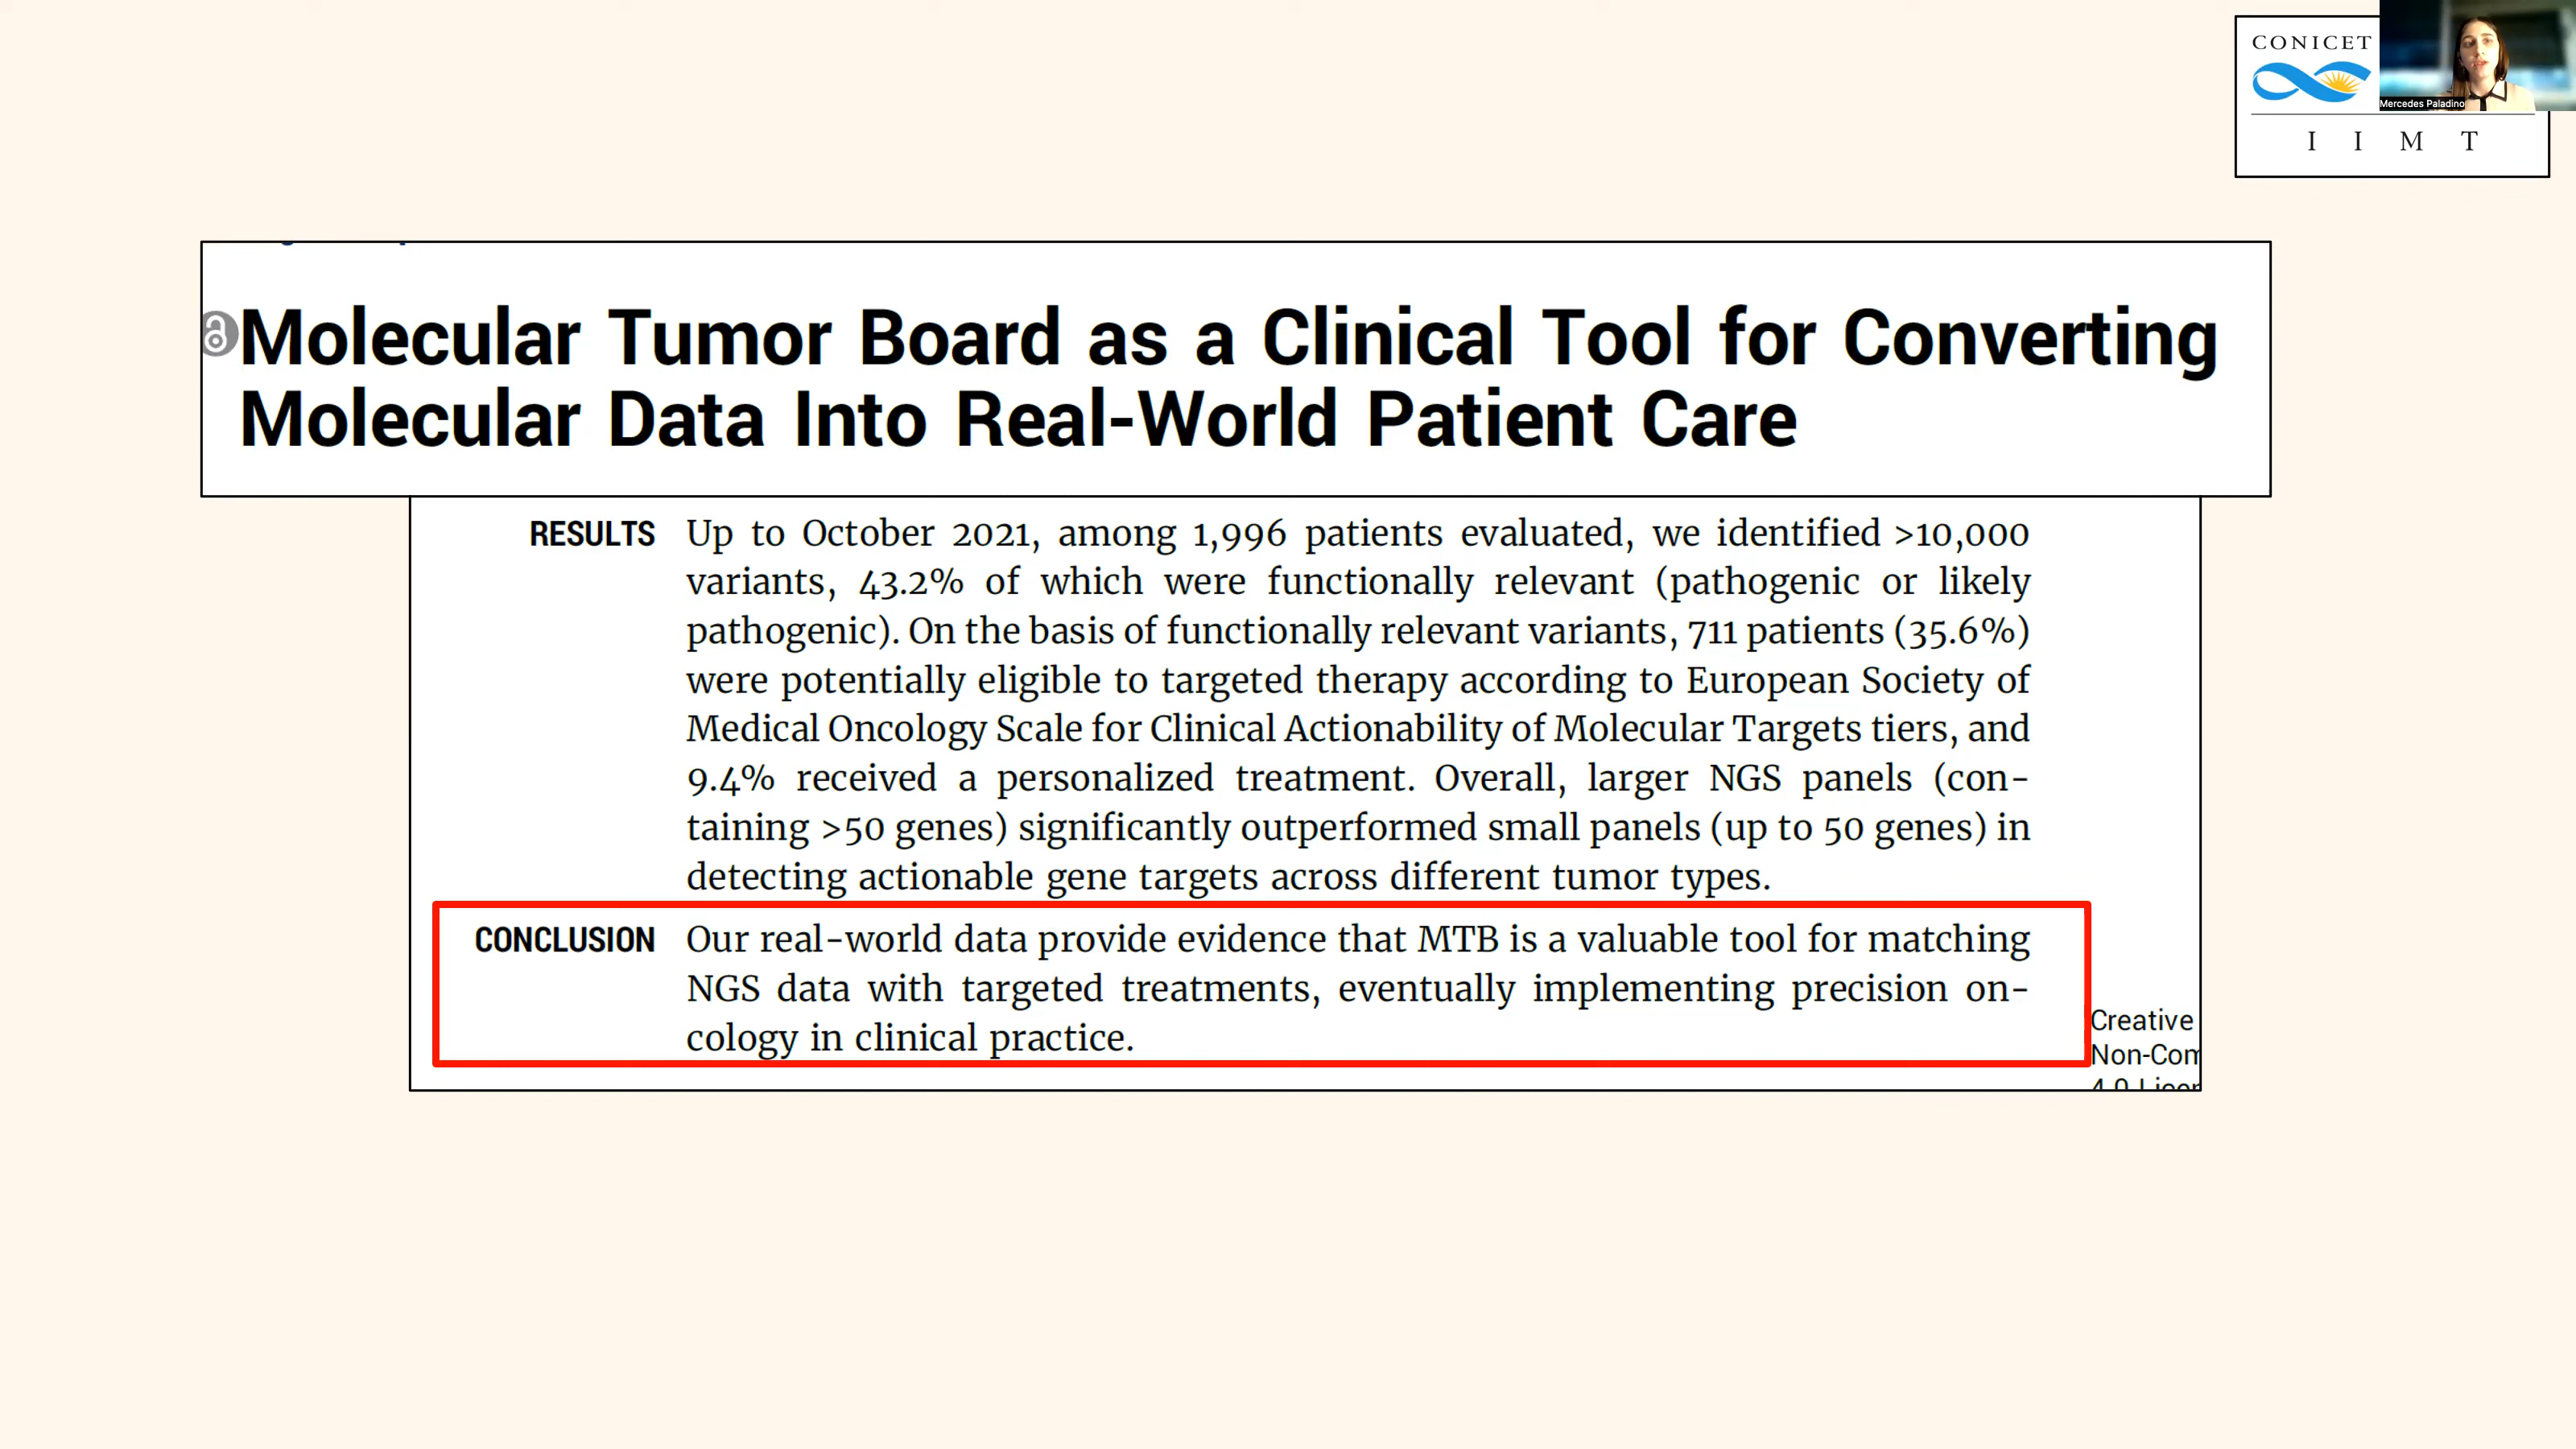 CONICET
Mercedes Paladino
I I M T
Molecular Tumor Board as a Clinical Tool for Converting
Molecular Data Into Real-World Patient Care
RESULTS Up to October 2021, among 1,996 patients evaluated, we identified >10,000
variants, 43.2% of which were functionally relevant (pathogenic or likely
pathogenic). On the basis of functionally relevant variants, 711 patients (35.6%)
were potentially eligible to targeted therapy according to European Society of
Medical Oncology Scale for Clinical Actionability of Molecular Targets tiers, and
9.4% received a personalized treatment. Overall, larger NGS panels (con-
taining >50 genes) significantly outperformed small panels (up to 50 genes) in
detecting actionable gene targets across different tumor types.
CONCLUSION Our real-world data provide evidence that MTB is a valuable tool for matching
NGS data with targeted treatments, eventually implementing precision on-
cology in clinical practice.
Creative
Non-Com